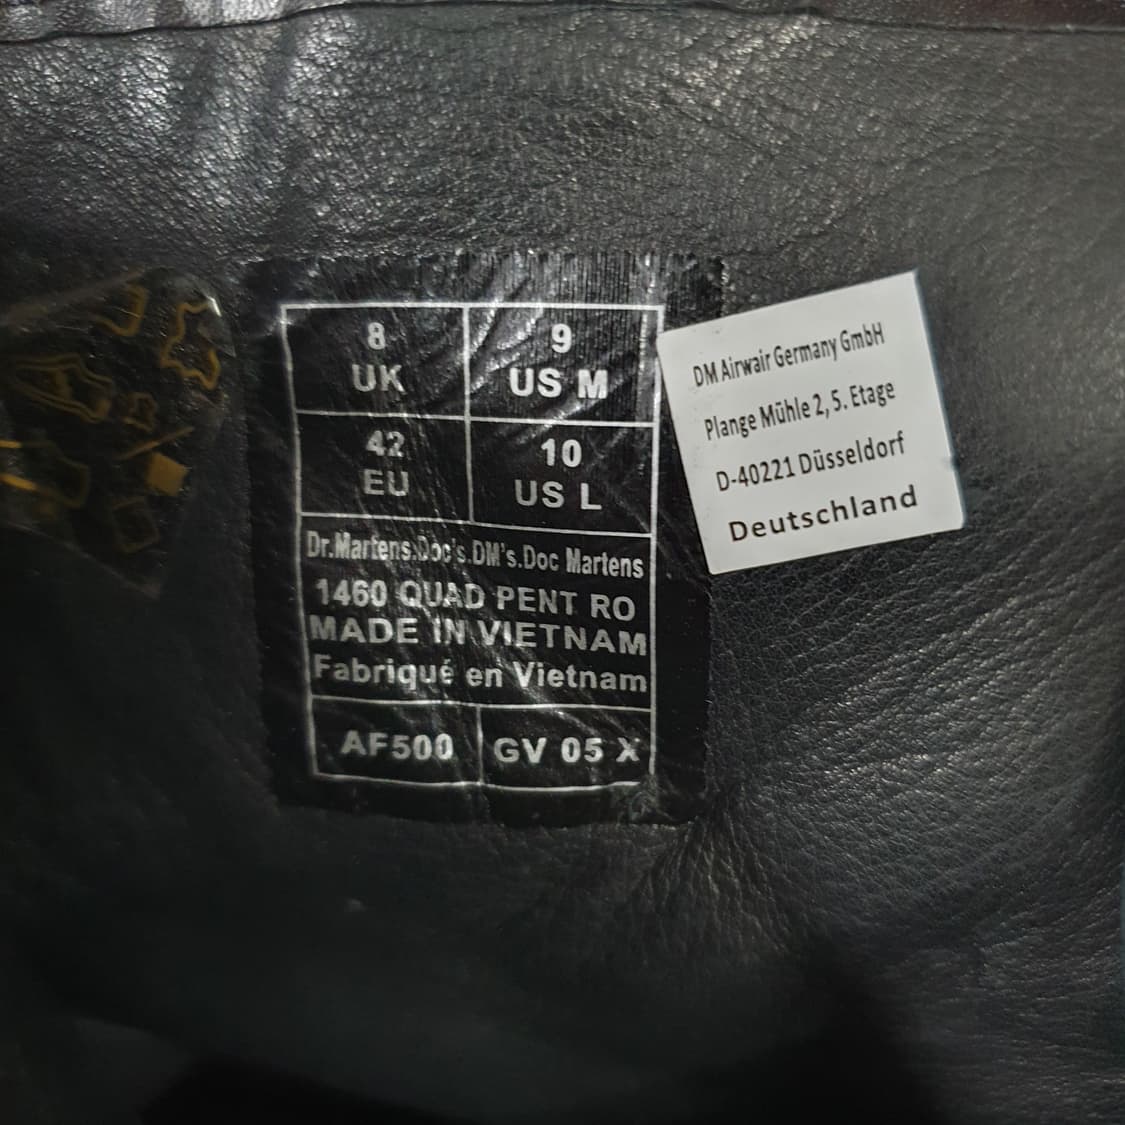 8
UK
9
US M
42
EU
10
US L
Dr.Martens.Doc's.DM's.Doc Martens
1460 QUAD PENT RO
MADE IN VIETNAM
Fabriqué en Vietnam
AF500
GV 05 X
DM Airwair Germany GmbH
Plange Mühle 2, 5. Etage
D-40221 Düsseldorf
Deutschland